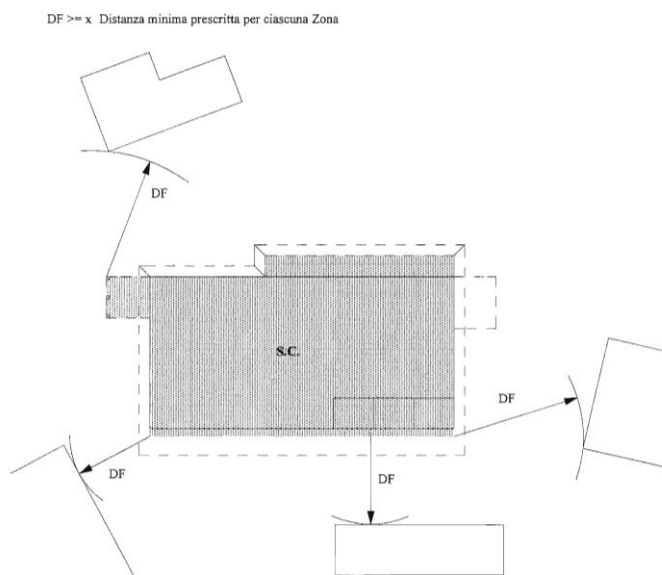 DF >= x Distanza minima prescritta per ciascuna Zona
DF
S.C.
DF
DF
DF